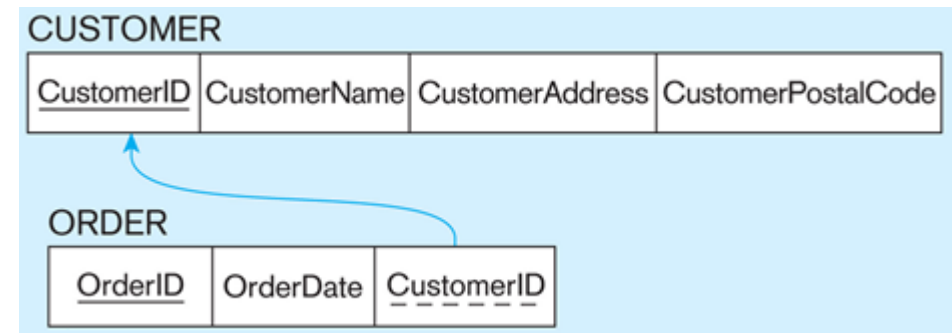 CUSTOMER
CustomerID CustomerName CustomerAddress CustomerPostalCode
ORDER
OrderID OrderDate CustomerID